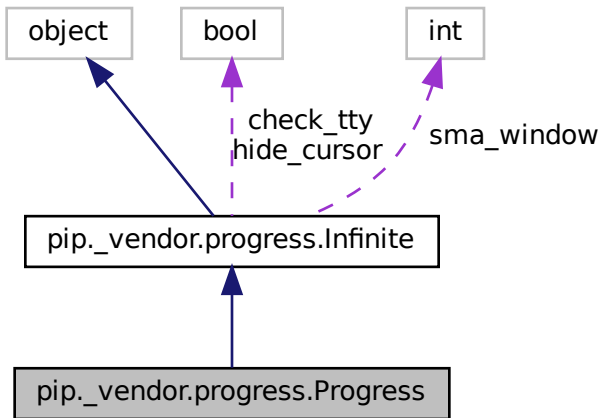 object
bool
int
check_tty
hide_cursor
sma_window
pip._vendor.progress.Infinite
pip._vendor.progress.Progress